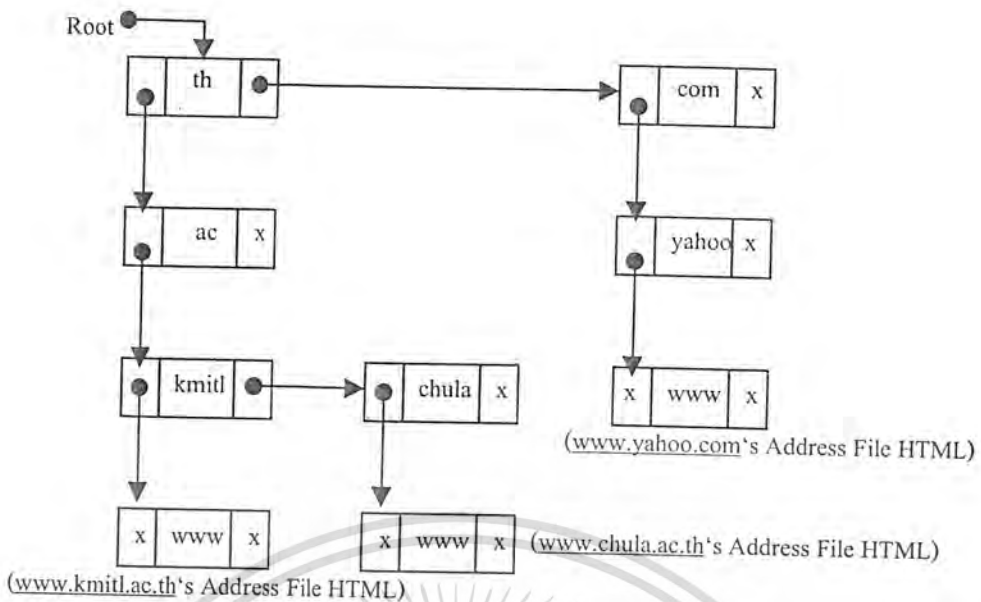 Root
th
com x
ac x
yahoo x
kmitl
chula x
x www x
(www.yahoo.com's Address File HTML)
x www x
x www x (www.chula.ac.th's Address File HTML)
(www.kmitl.ac.th's Address File HTML)